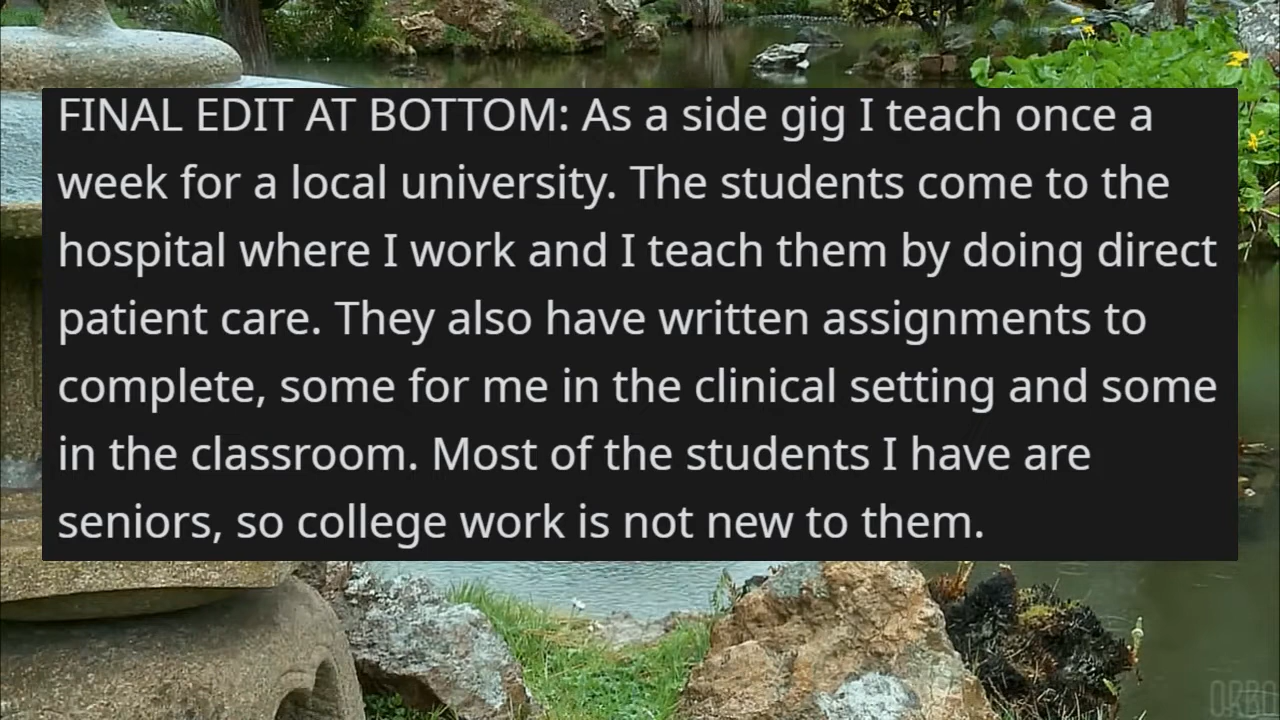 FINAL EDIT AT BOTTOM: As a side gig I teach once a
week for a local university. The students come to the
hospital where I work and I teach them by doing direct
patient care. They also have written assignments to
complete, some for me in the clinical setting and some
in the classroom. Most of the students I have are
seniors, so college work is not new to them.